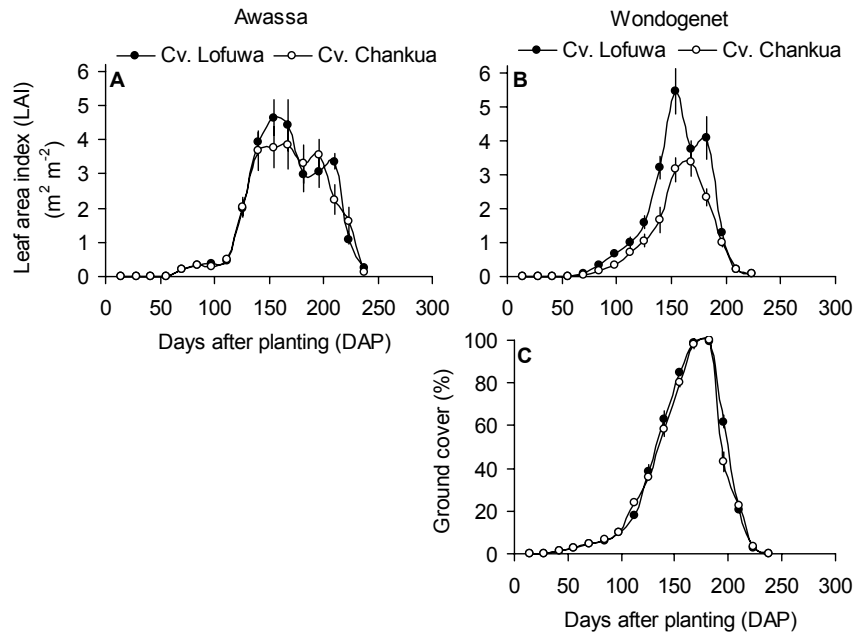 Awassa
Wondogenet
Cv. Lofuwa Cv. Chankua
Cv. Lofuwa Cv. Chankua
Leaf area index (LAI)
(m² m⁻²)
A
6
5
4
3
2
1
0
0 50 100 150 200 250 300
Days after planting (DAP)
B
6
5
4
3
2
1
0
0 50 100 150 200 250 300
Ground cover (%)
C
100
80
60
40
20
0
0 50 100 150 200 250 300
Days after planting (DAP)